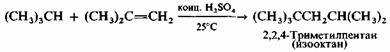 (CH₃)₃CH + (CH₃)₂C=CH₂ конц. H₂SO₄ 25°C (CH₃)₃CCH₂CH(CH₃)₂
2,2,4-Триметилпентан
(изооктан)